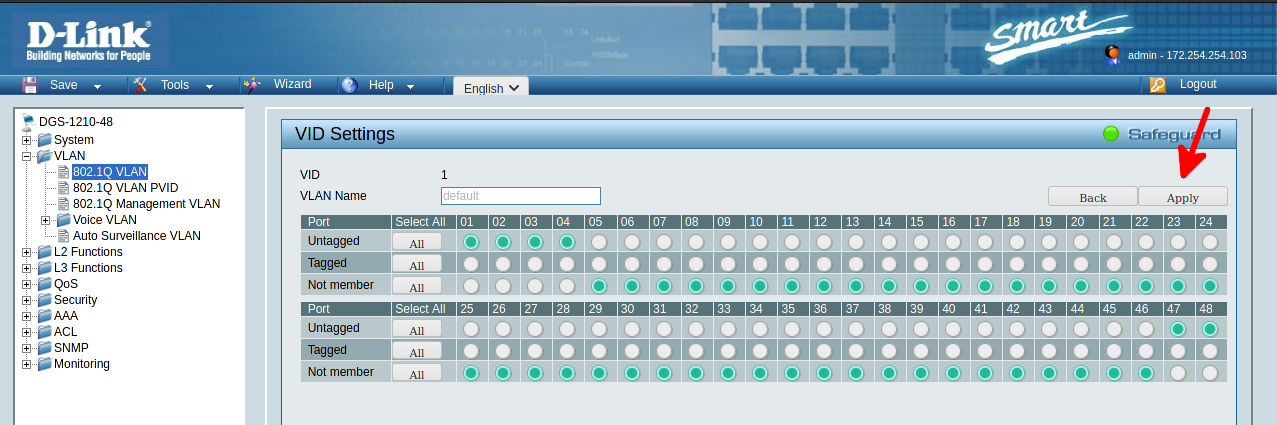 D-Link
Building Networks for People
smart
admin - 172.254.254.103
Save Tools Wizard Help English Logout
DGS-1210-48
System
VLAN
802.1Q VLAN
802.1Q VLAN PVID
802.1Q Management VLAN
Voice VLAN
Auto Surveillance VLAN
L2 Functions
L3 Functions
QoS
Security
AAA
ACL
SNMP
Monitoring
VID Settings Safeguard
VID 1
VLAN Name default
Back Apply
Port Select All 01 02 03 04 05 06 07 08 09 10 11 12 13 14 15 16 17 18 19 20 21 22 23 24
Untagged All
Tagged All
Not member All
Port Select All 25 26 27 28 29 30 31 32 33 34 35 36 37 38 39 40 41 42 43 44 45 46 47 48
Untagged All
Tagged All
Not member All